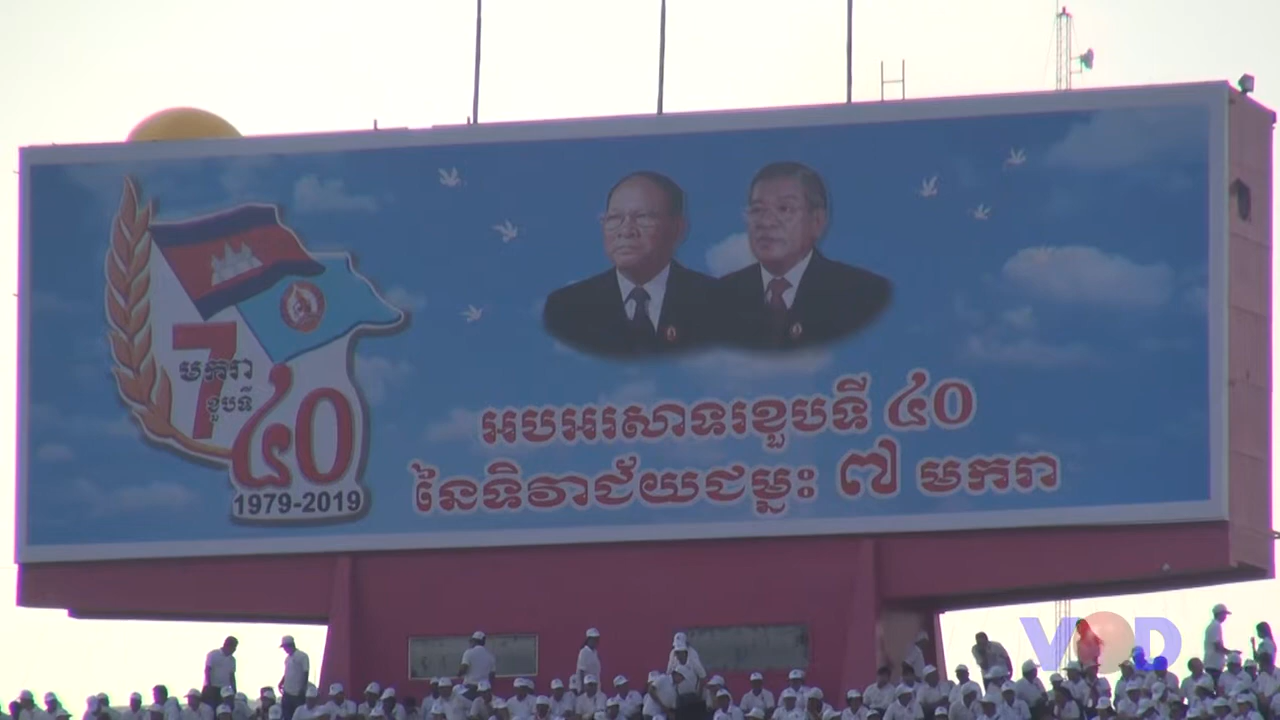 7
មករា
ខួបទី
៤០
1979-2019
អបអរសាទរខួបទី ៤០
នៃទិវាជ័យជម្នះ ៧ មករា
VOD